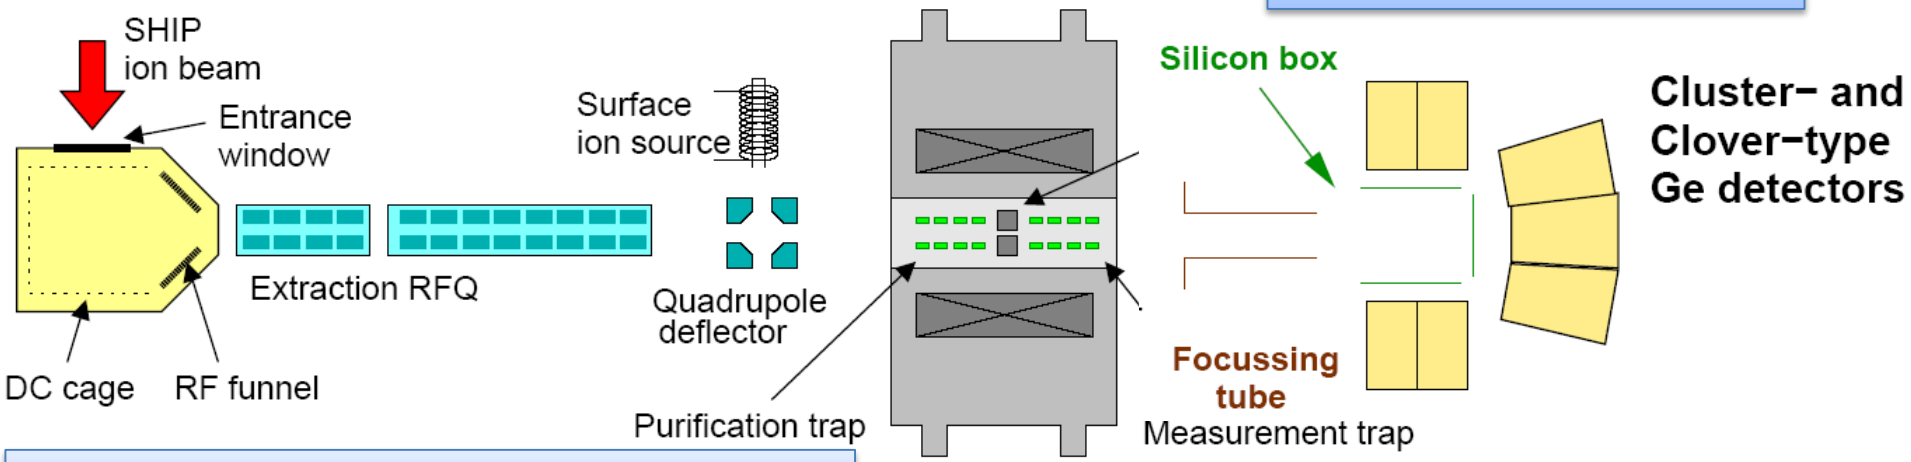 SHIP
ion beam
Entrance
window
Surface
ion source
Silicon box
Cluster− and
Clover−type
Ge detectors
Extraction RFQ
Quadrupole
deflector
DC cage
RF funnel
Purification trap
Focussing
tube
Measurement trap